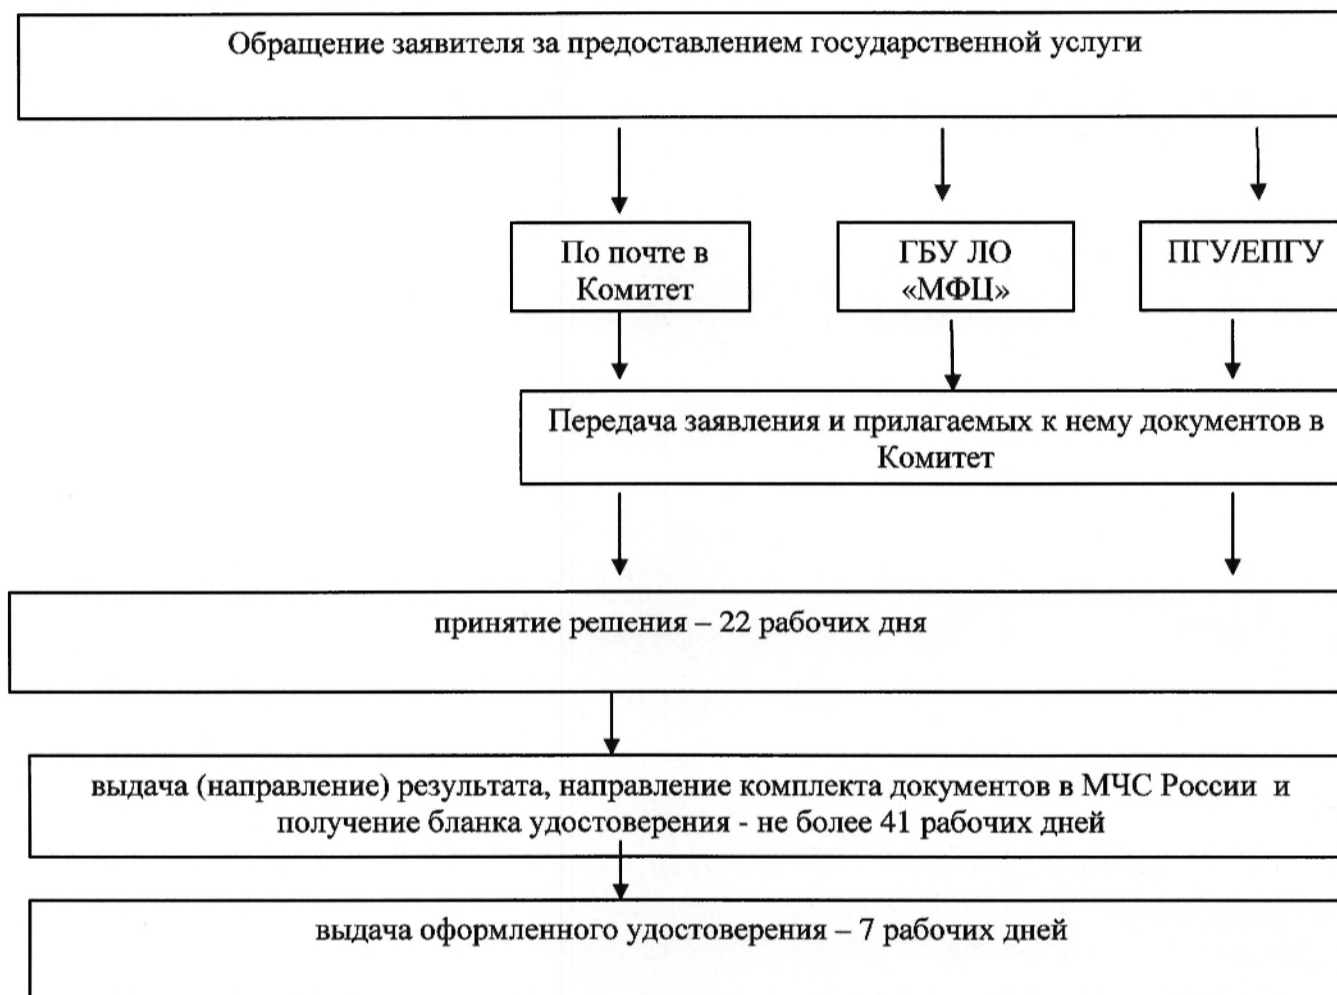 Обращение заявителя за предоставлением государственной услуги
По почте в
Комитет
ГБУ ЛО
«МФЦ»
ПГУ/ЕПГУ
Передача заявления и прилагаемых к нему документов в
Комитет
принятие решения – 22 рабочих дня
выдача (направление) результата, направление комплекта документов в МЧС России и
получение бланка удостоверения - не более 41 рабочих дней
выдача оформленного удостоверения – 7 рабочих дней